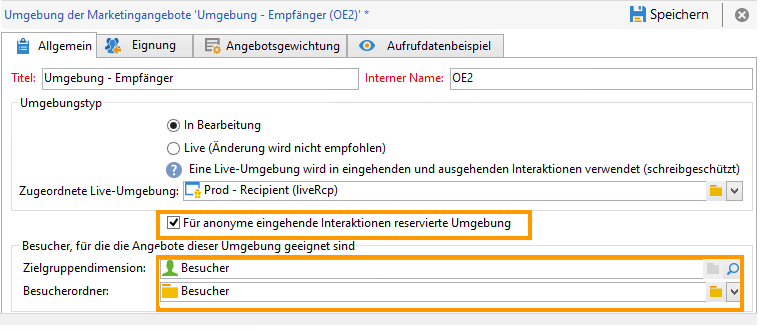 Umgebung der Marketingangebote 'Umgebung - Empfänger (OE2)' *
Speichern
Allgemein Eignung Angebotsgewichtung Aufrufdatenbeispiel
Titel: Umgebung - Empfänger Interner Name: OE2
Umgebungstyp
In Bearbeitung
Live (Änderung wird nicht empfohlen)
? Eine Live-Umgebung wird in eingehenden und ausgehenden Interaktionen verwendet (schreibgeschützt)
Zugeordnete Live-Umgebung: Prod - Recipient (liveRcp)
Für anonyme eingehende Interaktionen reservierte Umgebung
Besucher, für die die Angebote dieser Umgebung geeignet sind
Zielgruppendimension: Besucher
Besucherordner: Besucher